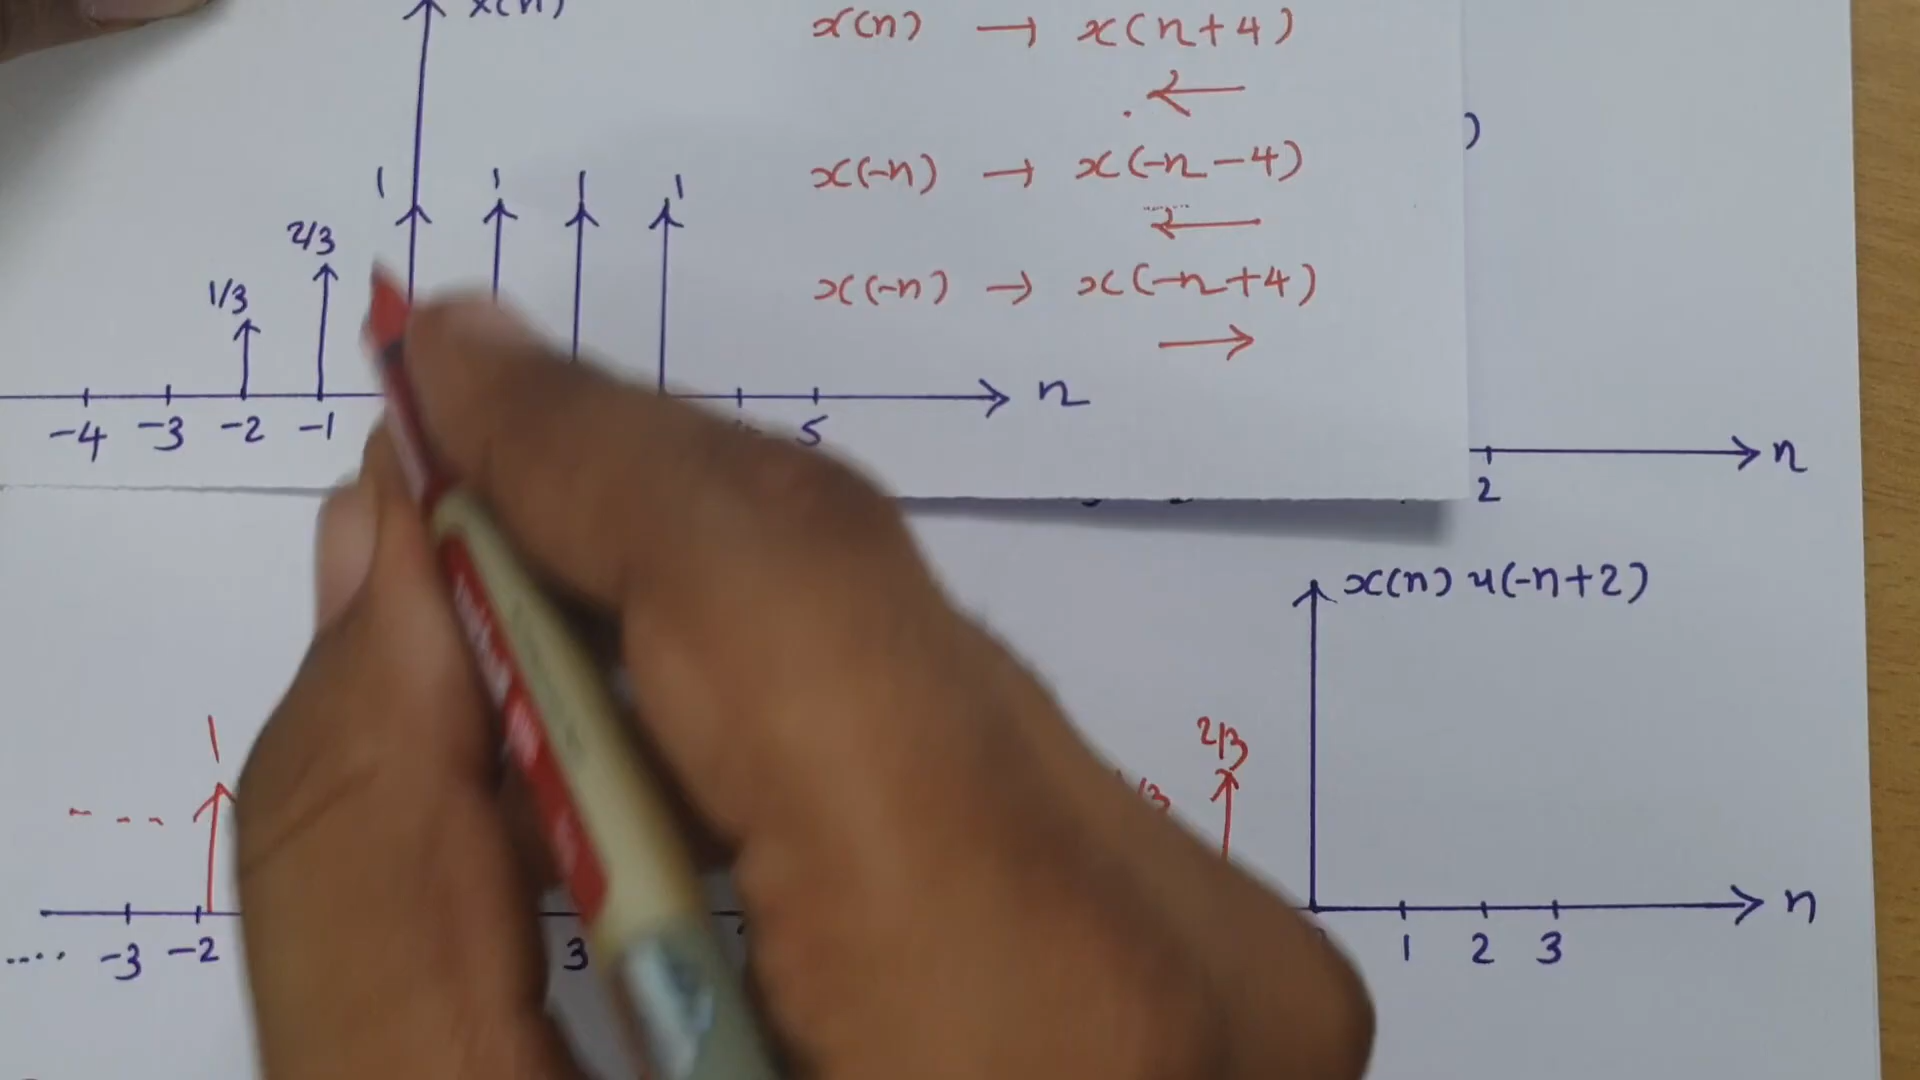 x(n)
x(n) → x(n+4)
←
x(-n) → x(-n-4)
←
x(-n) → x(-n+4)
→
1 1 1 1
2/3
1/3
n
-4 -3 -2 -1 5
)
n
2
x(n) u(-n+2)
1
2/3
- - -
n
.... -3 -2 3 1 2 3